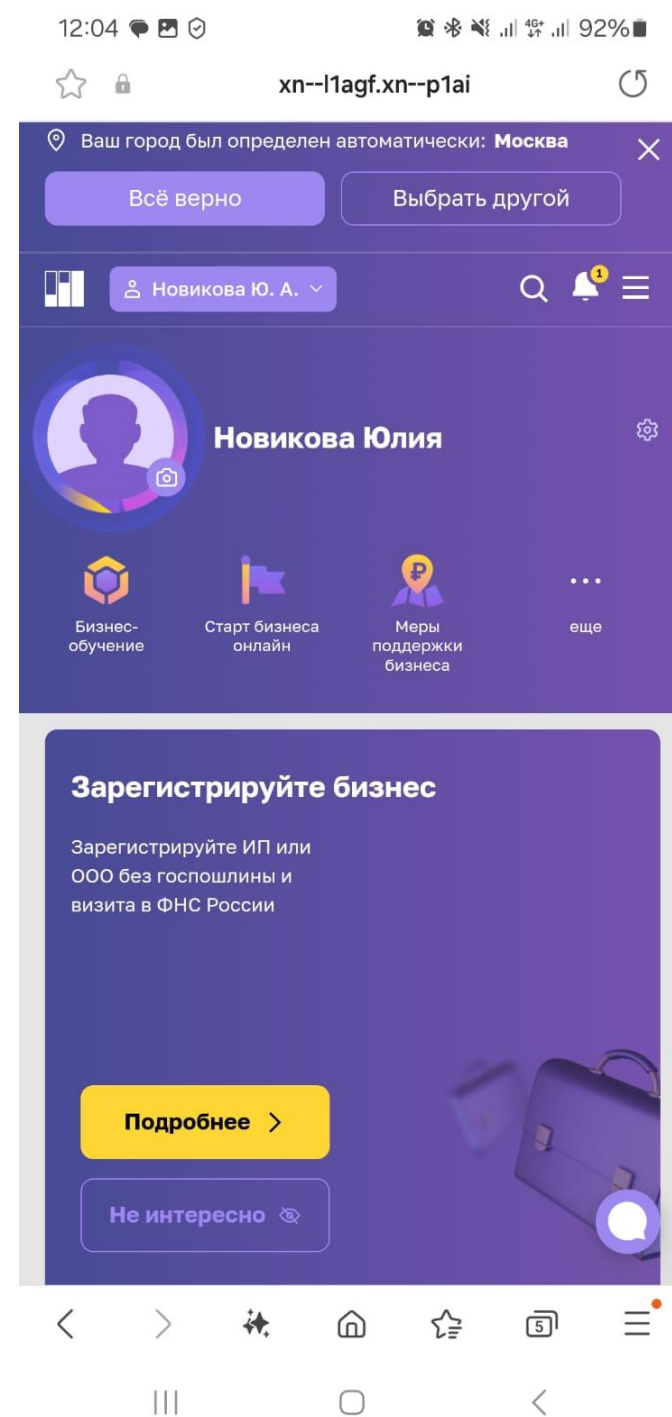 12:04
4G+
92%
xn--l1agf.xn--p1ai
Ваш город был определен автоматически: Москва
Всё верно
Выбрать другой
Новикова Ю. А.
1
Новикова Юлия
Бизнес-
обучение
Старт бизнеса
онлайн
Меры
поддержки
бизнеса
еще
Зарегистрируйте бизнес
Зарегистрируйте ИП или
ООО без госпошлины и
визита в ФНС России
Подробнее
Не интересно
5